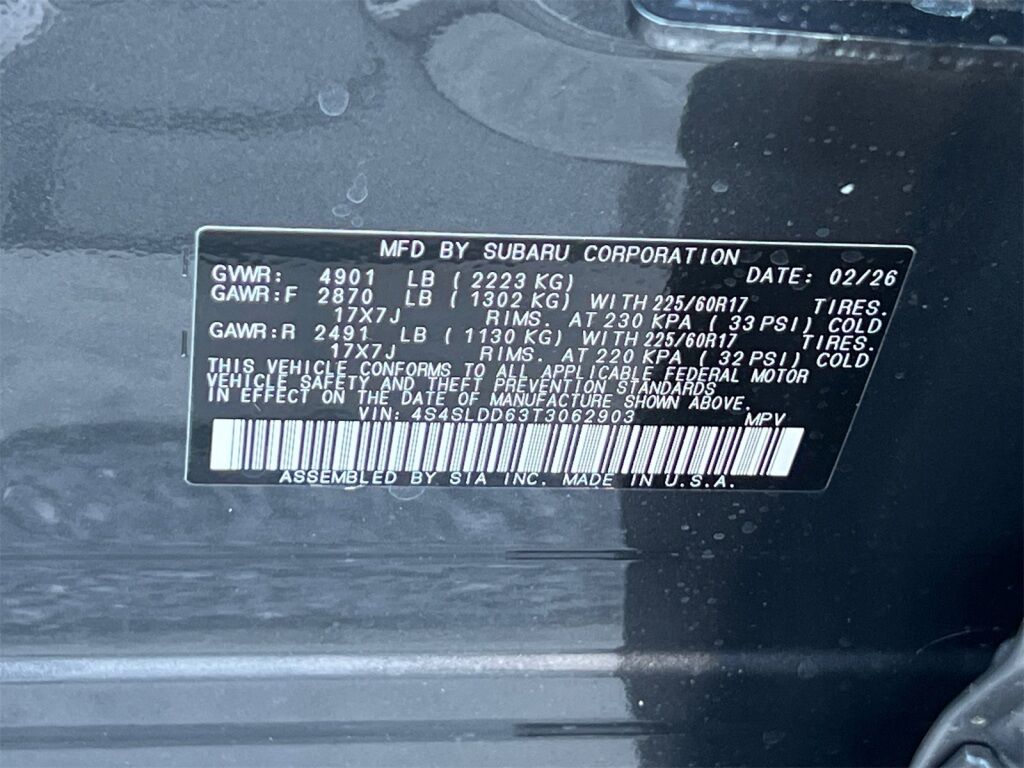 MFD BY SUBARU CORPORATION
GVWR: 4901 LB ( 2223 KG) DATE: 02/26
GAWR:F 2870 LB ( 1302 KG) WITH 225/60R17 TIRES.
17X7J RIMS. AT 230 KPA ( 33 PSI) COLD
GAWR:R 2491 LB ( 1130 KG) WITH 225/60R17 TIRES.
17X7J RIMS. AT 220 KPA ( 32 PSI) COLD
THIS VEHICLE CONFORMS TO ALL APPLICABLE FEDERAL MOTOR
VEHICLE SAFETY AND THEFT PREVENTION STANDARDS
IN EFFECT ON THE DATE OF MANUFACTURE SHOWN ABOVE.
VIN: 4S4SLDD63T3062903 MPV
ASSEMBLED BY SIA INC. MADE IN U.S.A.